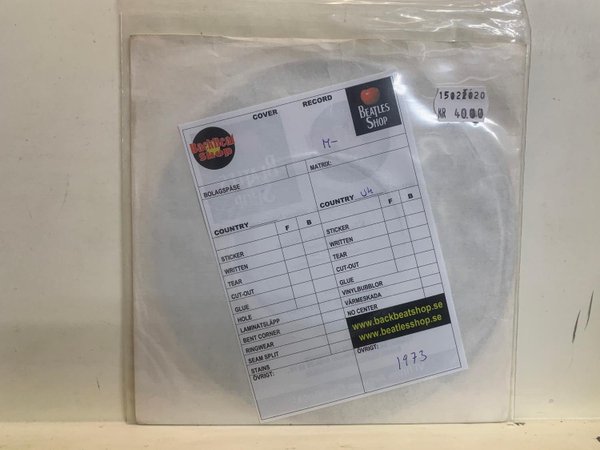 15022020
KR 40.00
COVER RECORD
BackBeat shop
BEATLES SHOP
M-
BOLAGSPÅSE
MATRIX:
COUNTRY F B
COUNTRY UK F B
STICKER
WRITTEN
TEAR
CUT-OUT
GLUE
HOLE
LAMINATSLÄPP
BENT CORNER
RINGWEAR
SEAM SPLIT
STAINS
ÖVRIGT:
STICKER
WRITTEN
TEAR
CUT-OUT
GLUE
VINYLBUBBLOR
VÄRMESKADA
NO CENTER
www.backbeatshop.se
www.beatlesshop.se
ÖVRIGT:
1973